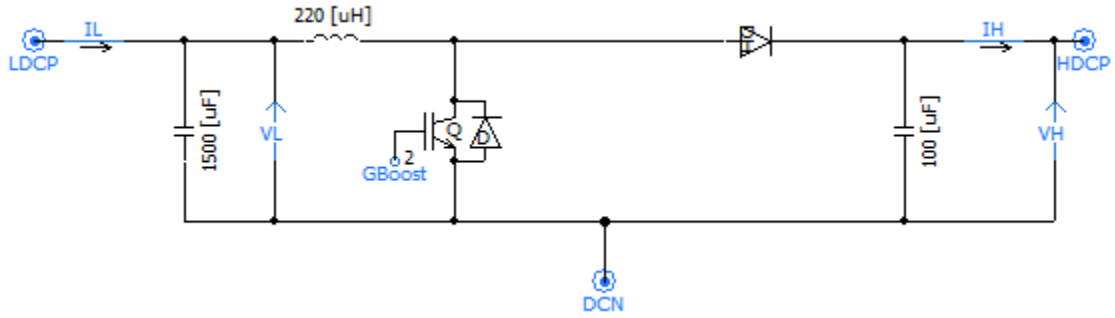 220 [uH]
IL
IH
LDCP
HDCP
1500 [uF]
VL
Q
D
2
GBoost
100 [uF]
VH
DCN